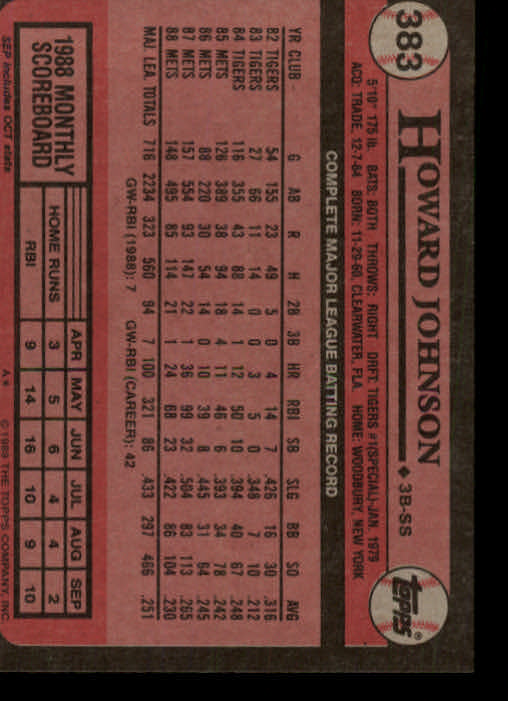 383
HOWARD JOHNSON ◆ 3B-SS
topps®
5'10" 175 lb. BATS: BOTH THROWS: RIGHT DRFT: TIGERS #1(SPECIAL)-JAN. 1979
ACQ: TRADE, 12-7-84 BORN: 11-29-60, CLEARWATER, FLA. HOME: WOODBURY, NEW YORK
COMPLETE MAJOR LEAGUE BATTING RECORD
YR CLUB G AB R H 2B 3B HR RBI SB SLG BB SO AVG
82 TIGERS 54 155 23 49 5 0 4 14 7 .426 16 30 .316
83 TIGERS 27 66 11 14 0 0 3 5 0 .348 7 10 .212
84 TIGERS 116 355 43 88 14 1 12 50 10 .394 40 67 .248
85 METS 126 389 38 94 18 4 11 46 6 .393 34 78 .242
86 METS 88 220 30 54 14 0 10 39 8 .445 31 64 .245
87 METS 157 554 93 147 22 1 36 99 32 .504 83 113 .265
88 METS 148 495 85 114 21 1 24 68 23 .422 86 104 .230
MAJ. LEA. TOTALS 716 2234 323 560 94 7 100 321 86 .433 297 466 .251
GW-RBI (1988): 7 GW-RBI (CAREER): 42
1988 MONTHLY SCOREBOARD
APR MAY JUN JUL AUG SEP
HOME RUNS 3 5 6 4 4 2
RBI 9 14 16 10 9 10
SEP includes OCT stats A* © 1989 THE TOPPS COMPANY, INC.